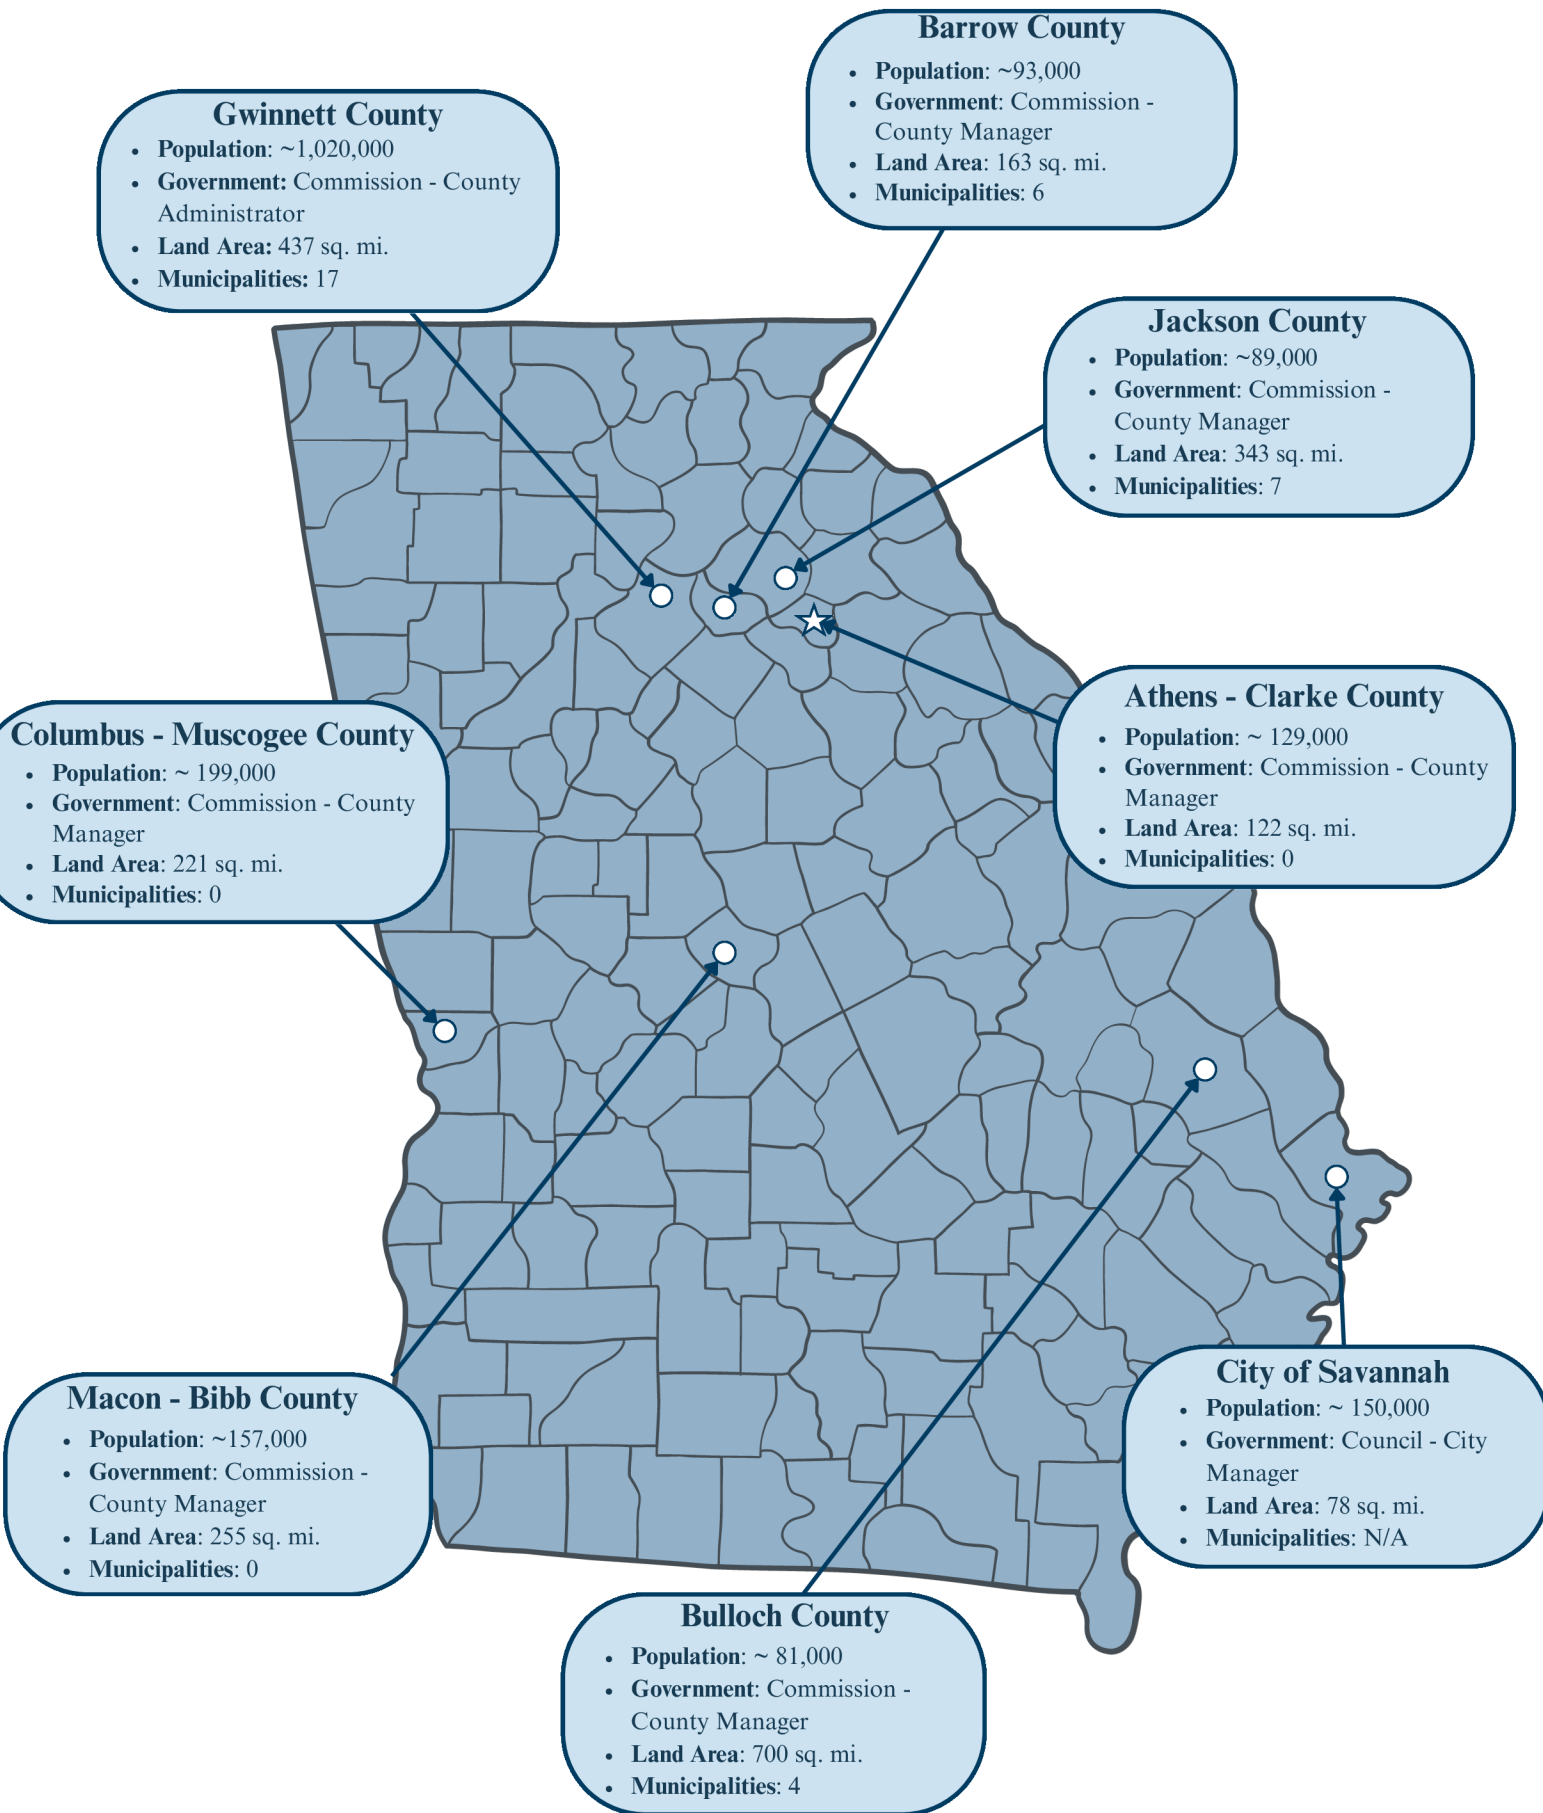 Barrow County
• Population: ~93,000
• Government: Commission -
County Manager
• Land Area: 163 sq. mi.
• Municipalities: 6
Gwinnett County
• Population: ~1,020,000
• Government: Commission - County
Administrator
• Land Area: 437 sq. mi.
• Municipalities: 17
Jackson County
• Population: ~89,000
• Government: Commission -
County Manager
• Land Area: 343 sq. mi.
• Municipalities: 7
Athens - Clarke County
• Population: ~ 129,000
• Government: Commission - County
Manager
• Land Area: 122 sq. mi.
• Municipalities: 0
Columbus - Muscogee County
• Population: ~ 199,000
• Government: Commission - County
Manager
• Land Area: 221 sq. mi.
• Municipalities: 0
Macon - Bibb County
• Population: ~157,000
• Government: Commission -
County Manager
• Land Area: 255 sq. mi.
• Municipalities: 0
City of Savannah
• Population: ~ 150,000
• Government: Council - City
Manager
• Land Area: 78 sq. mi.
• Municipalities: N/A
Bulloch County
• Population: ~ 81,000
• Government: Commission -
County Manager
• Land Area: 700 sq. mi.
• Municipalities: 4